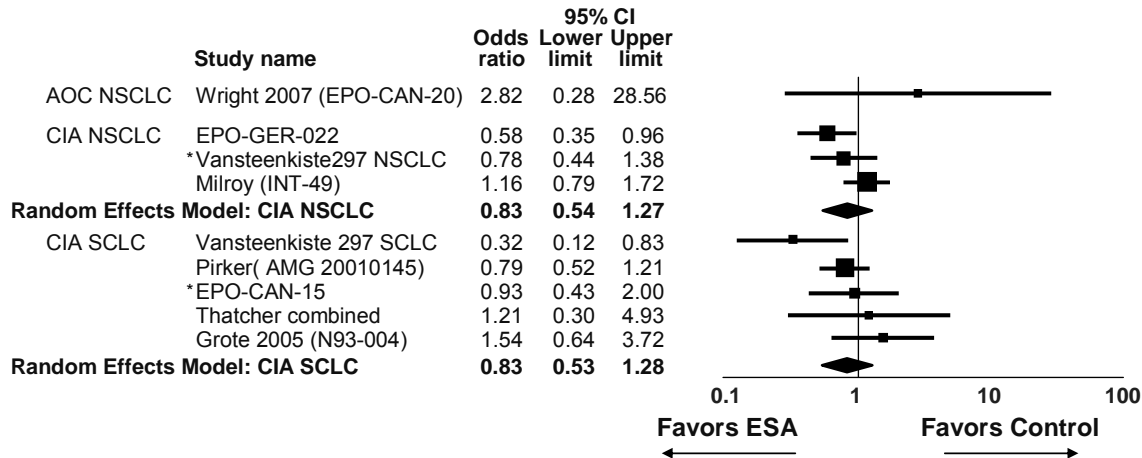 95% CI
Odds Lower Upper
Study name ratio limit limit
AOC NSCLC Wright 2007 (EPO-CAN-20) 2.82 0.28 28.56
CIA NSCLC EPO-GER-022 0.58 0.35 0.96
*Vansteenkiste297 NSCLC 0.78 0.44 1.38
Milroy (INT-49) 1.16 0.79 1.72
Random Effects Model: CIA NSCLC 0.83 0.54 1.27
CIA SCLC Vansteenkiste 297 SCLC 0.32 0.12 0.83
Pirker( AMG 20010145) 0.79 0.52 1.21
*EPO-CAN-15 0.93 0.43 2.00
Thatcher combined 1.21 0.30 4.93
Grote 2005 (N93-004) 1.54 0.64 3.72
Random Effects Model: CIA SCLC 0.83 0.53 1.28
0.1 1 10 100
Favors ESA Favors Control